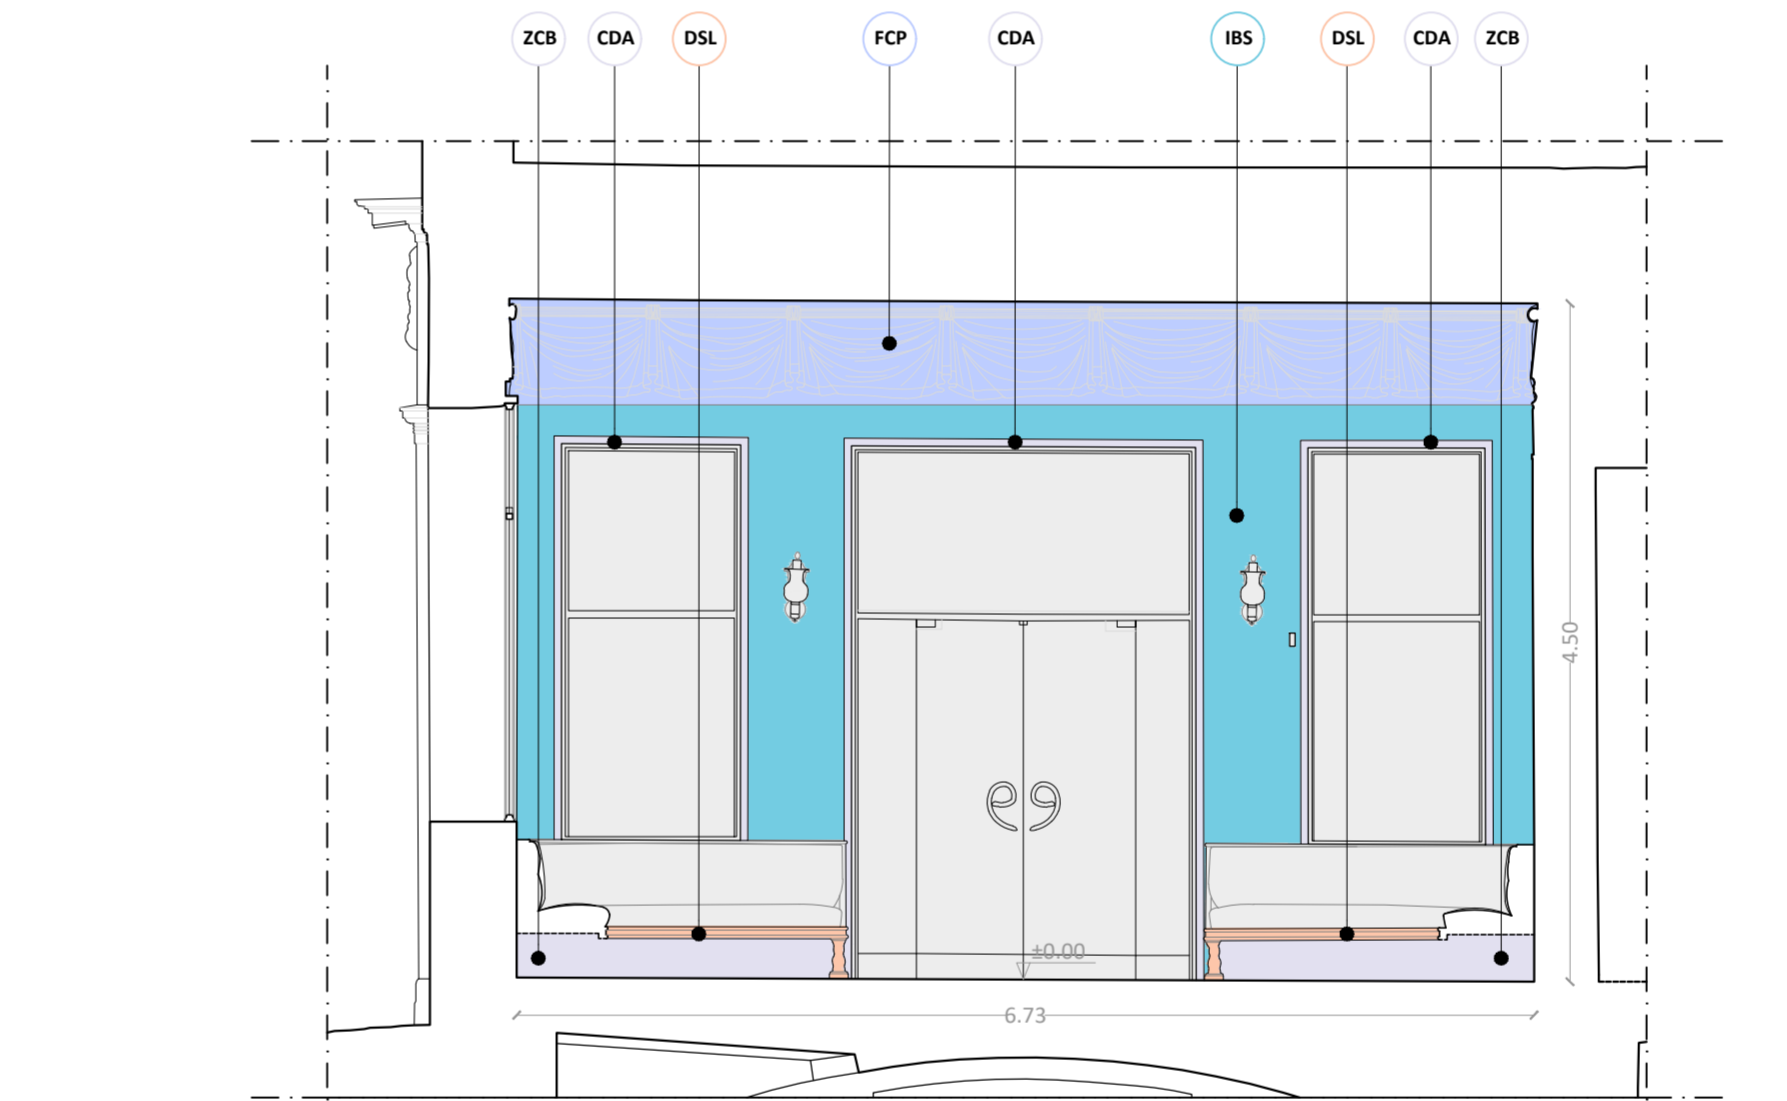 ZCB CDA DSL FCP CDA IBS DSL CDA ZCB
4.50
±0.00
6.73